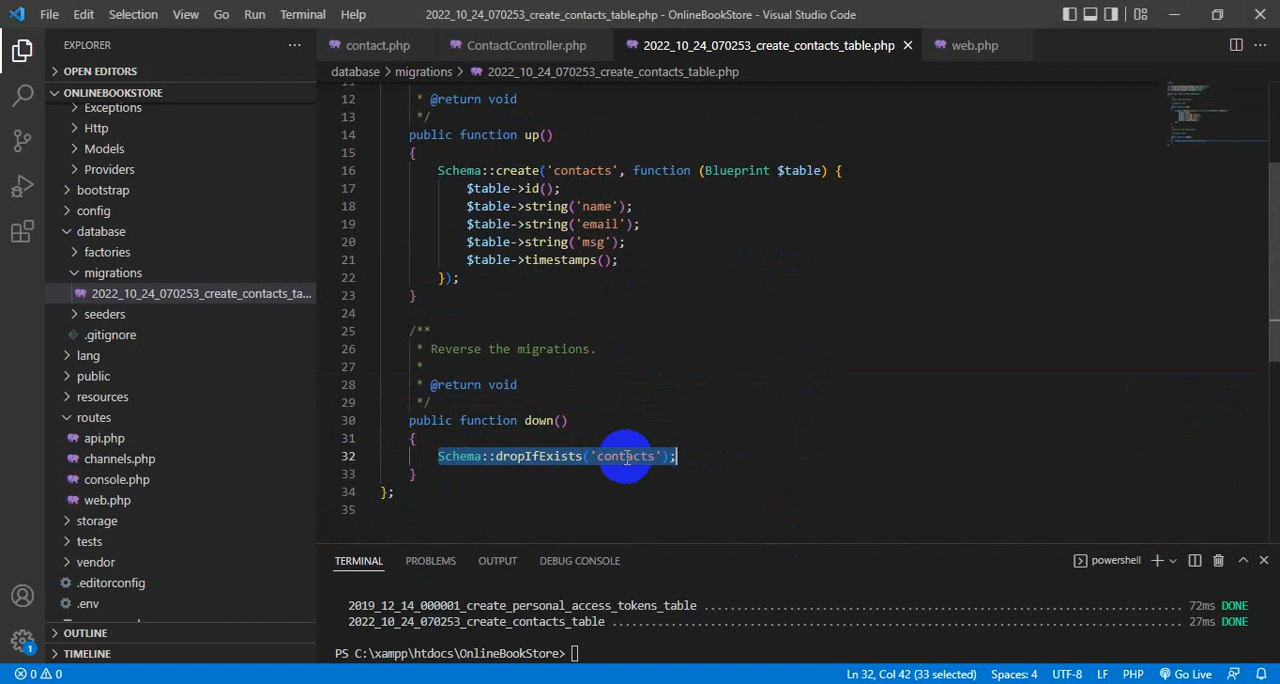 File Edit Selection View Go Run Terminal Help
2022_10_24_070253_create_contacts_table.php - OnlineBookStore - Visual Studio Code
EXPLORER
OPEN EDITORS
ONLINEBOOKSTORE
Exceptions
Http
Models
Providers
bootstrap
config
database
factories
migrations
2022_10_24_070253_create_contacts_ta...
seeders
.gitignore
lang
public
resources
routes
api.php
channels.php
console.php
web.php
storage
tests
vendor
.editorconfig
.env
OUTLINE
TIMELINE
contact.php ContactController.php 2022_10_24_070253_create_contacts_table.php web.php
database > migrations > 2022_10_24_070253_create_contacts_table.php
12 * @return void
13 */
14 public function up()
15 {
16 Schema::create('contacts', function (Blueprint $table) {
17 $table->id();
18 $table->string('name');
19 $table->string('email');
20 $table->string('msg');
21 $table->timestamps();
22 });
23 }
24
25 /**
26 * Reverse the migrations.
27 *
28 * @return void
29 */
30 public function down()
31 {
32 Schema::dropIfExists('contacts');
33 }
34 };
35
TERMINAL PROBLEMS OUTPUT DEBUG CONSOLE
powershell
2019_12_14_000001_create_personal_access_tokens_table ........ 72ms DONE
2022_10_24_070253_create_contacts_table ........ 27ms DONE
PS C:\xampp\htdocs\OnlineBookStore>
1
0 0 Ln 32, Col 42 (33 selected) Spaces: 4 UTF-8 LF PHP Go Live